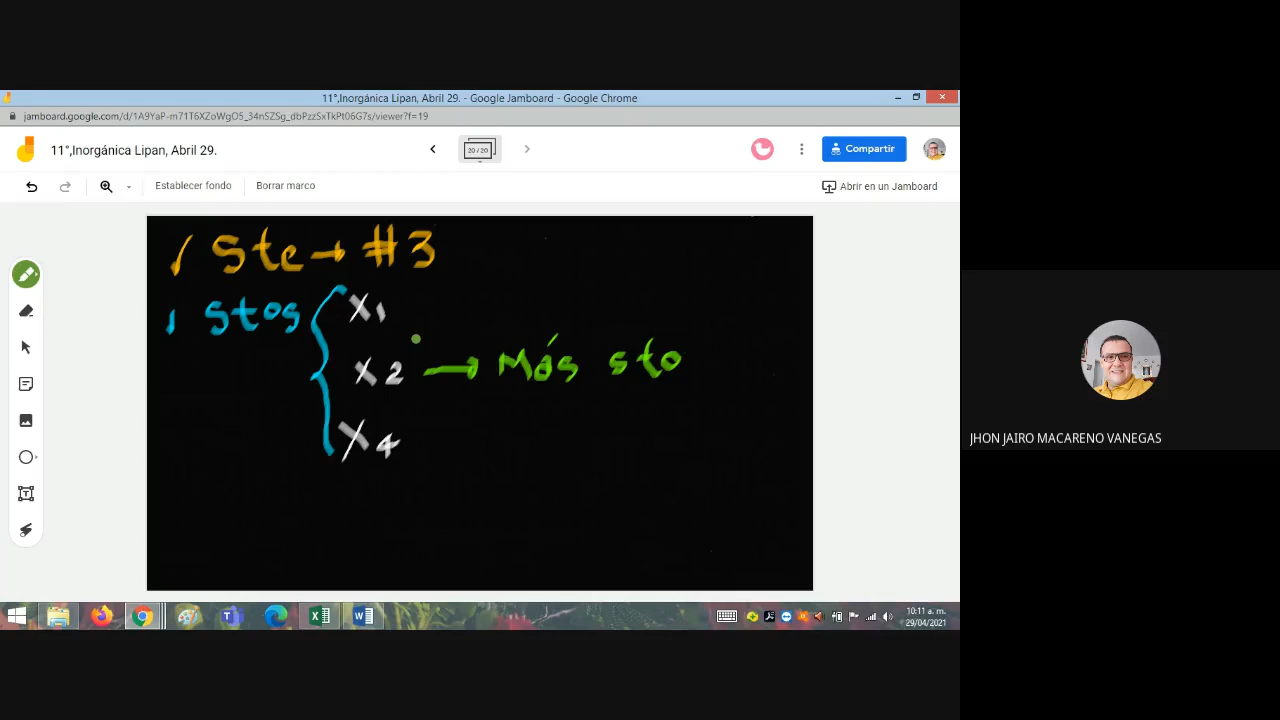 11°,Inorgánica Lipan, Abril 29. - Google Jamboard - Google Chrome
jamboard.google.com/d/1A9YaP-m71T6XZoWgO5_34nSZSg_dbPzzSxTkPt06G7s/viewer?f=19
11°,Inorgánica Lipan, Abril 29.
20 / 20
Compartir
Establecer fondo
Borrar marco
Abrir en un Jamboard
Ste → #3
stos { X1
X2 → Más sto
X4
JHON JAIRO MACARENO VANEGAS
10:11 a. m.
29/04/2021